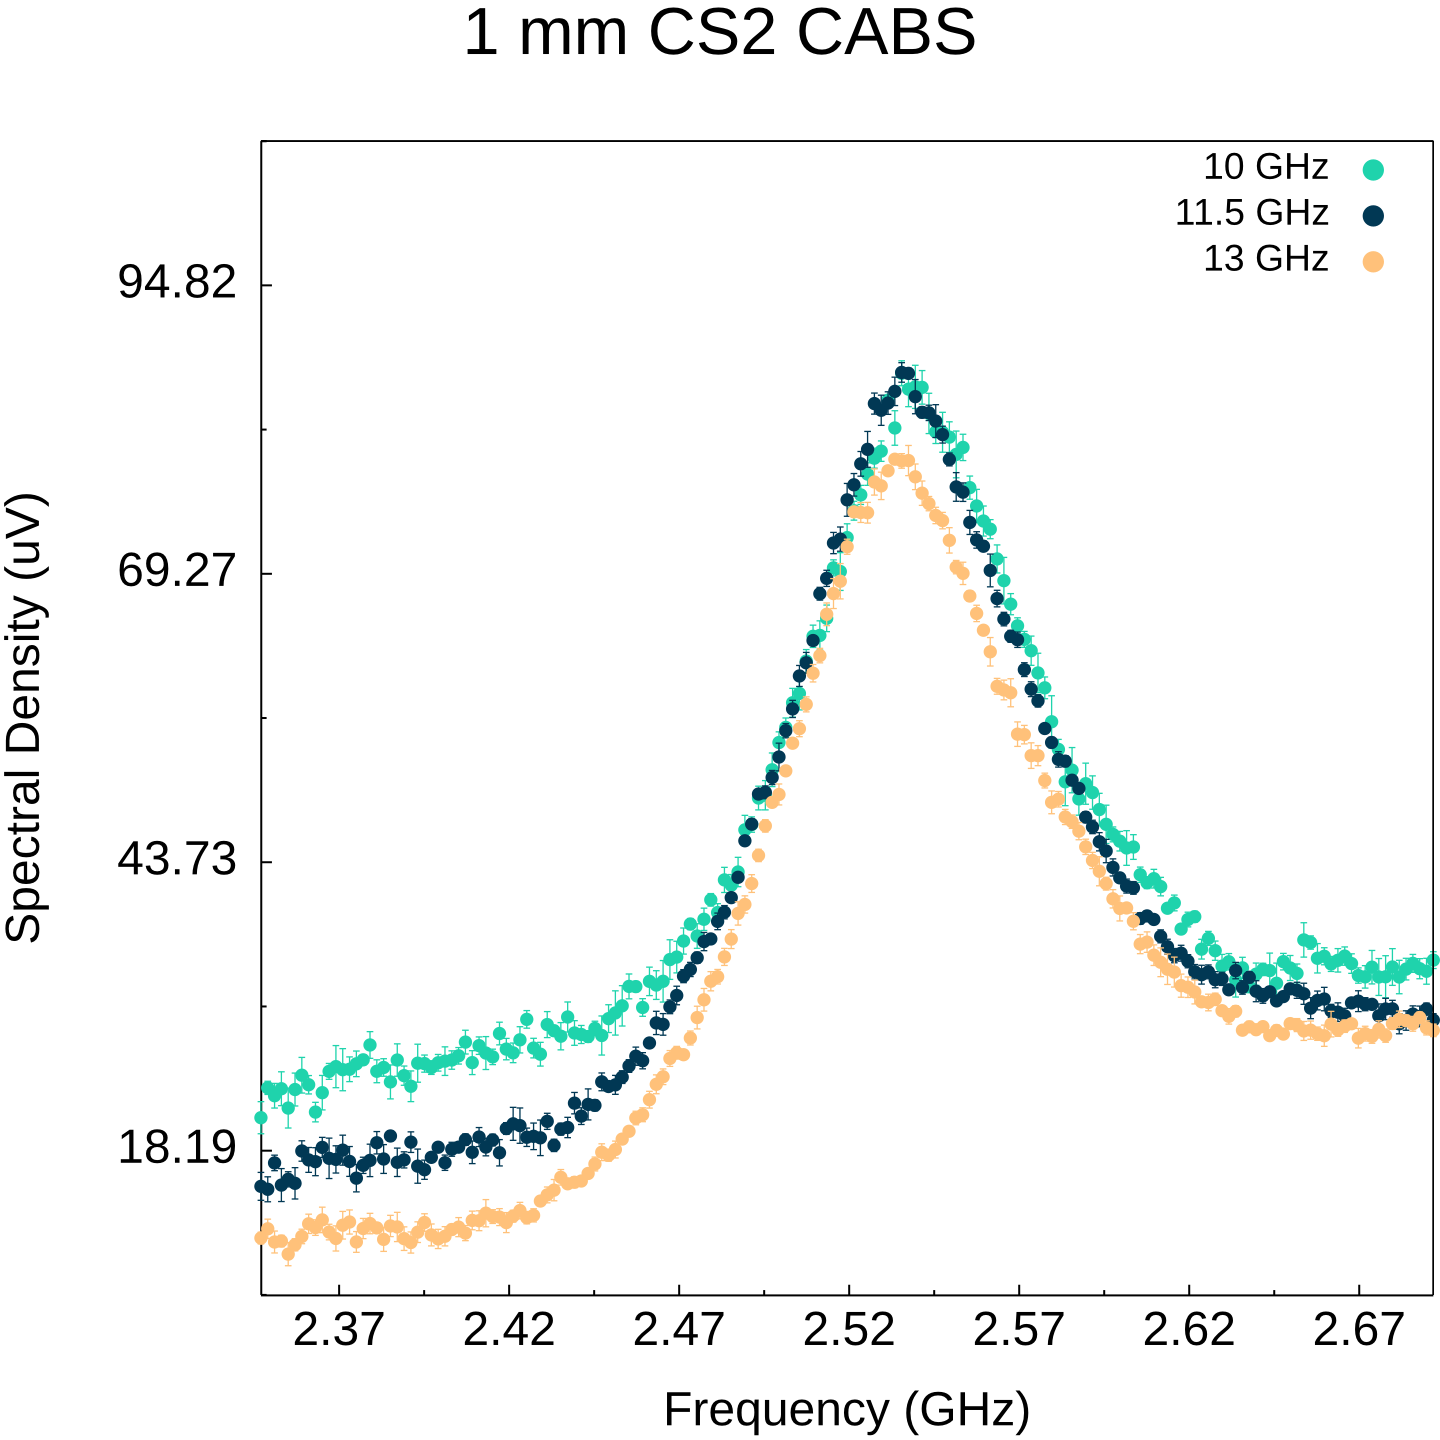 1 mm CS2 CABS
10 GHz
11.5 GHz
13 GHz
94.82
69.27
43.73
18.19
Spectral Density (uV)
2.37 2.42 2.47 2.52 2.57 2.62 2.67
Frequency (GHz)